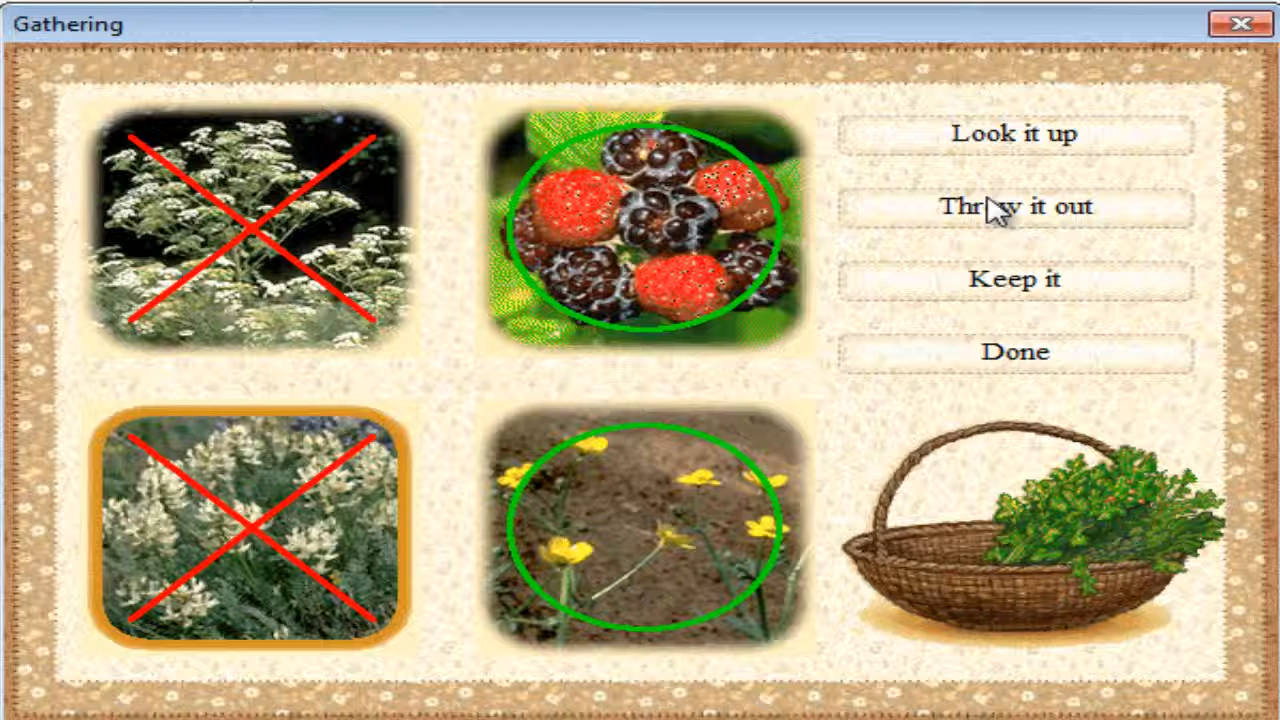 Gathering
Look it up
Throw it out
Keep it
Done